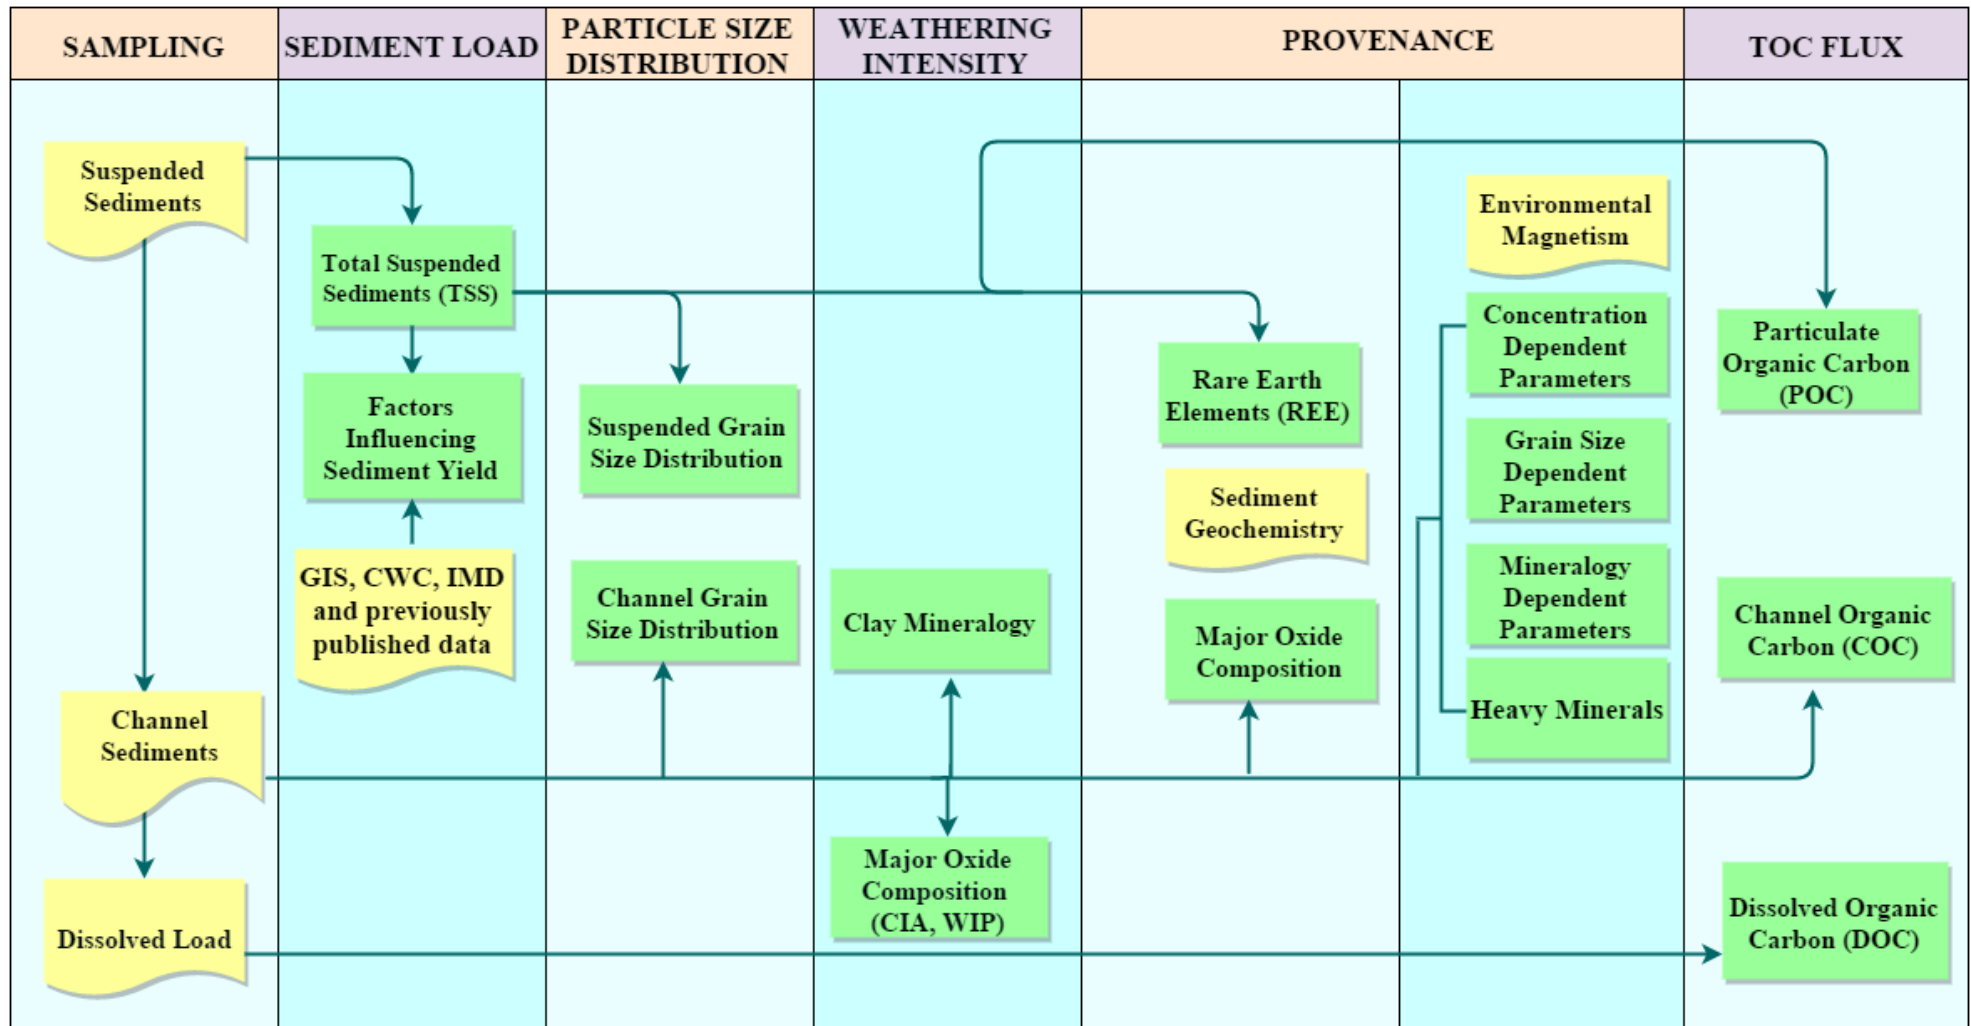 SAMPLING
SEDIMENT LOAD
PARTICLE SIZE
DISTRIBUTION
WEATHERING
INTENSITY
PROVENANCE
TOC FLUX
Suspended
Sediments
Channel
Sediments
Dissolved Load
Total Suspended
Sediments (TSS)
Factors
Influencing
Sediment Yield
GIS, CWC, IMD
and previously
published data
Suspended Grain
Size Distribution
Channel Grain
Size Distribution
Clay Mineralogy
Major Oxide
Composition
(CIA, WIP)
Rare Earth
Elements (REE)
Sediment
Geochemistry
Major Oxide
Composition
Environmental
Magnetism
Concentration
Dependent
Parameters
Grain Size
Dependent
Parameters
Mineralogy
Dependent
Parameters
Heavy Minerals
Particulate
Organic Carbon
(POC)
Channel Organic
Carbon (COC)
Dissolved Organic
Carbon (DOC)